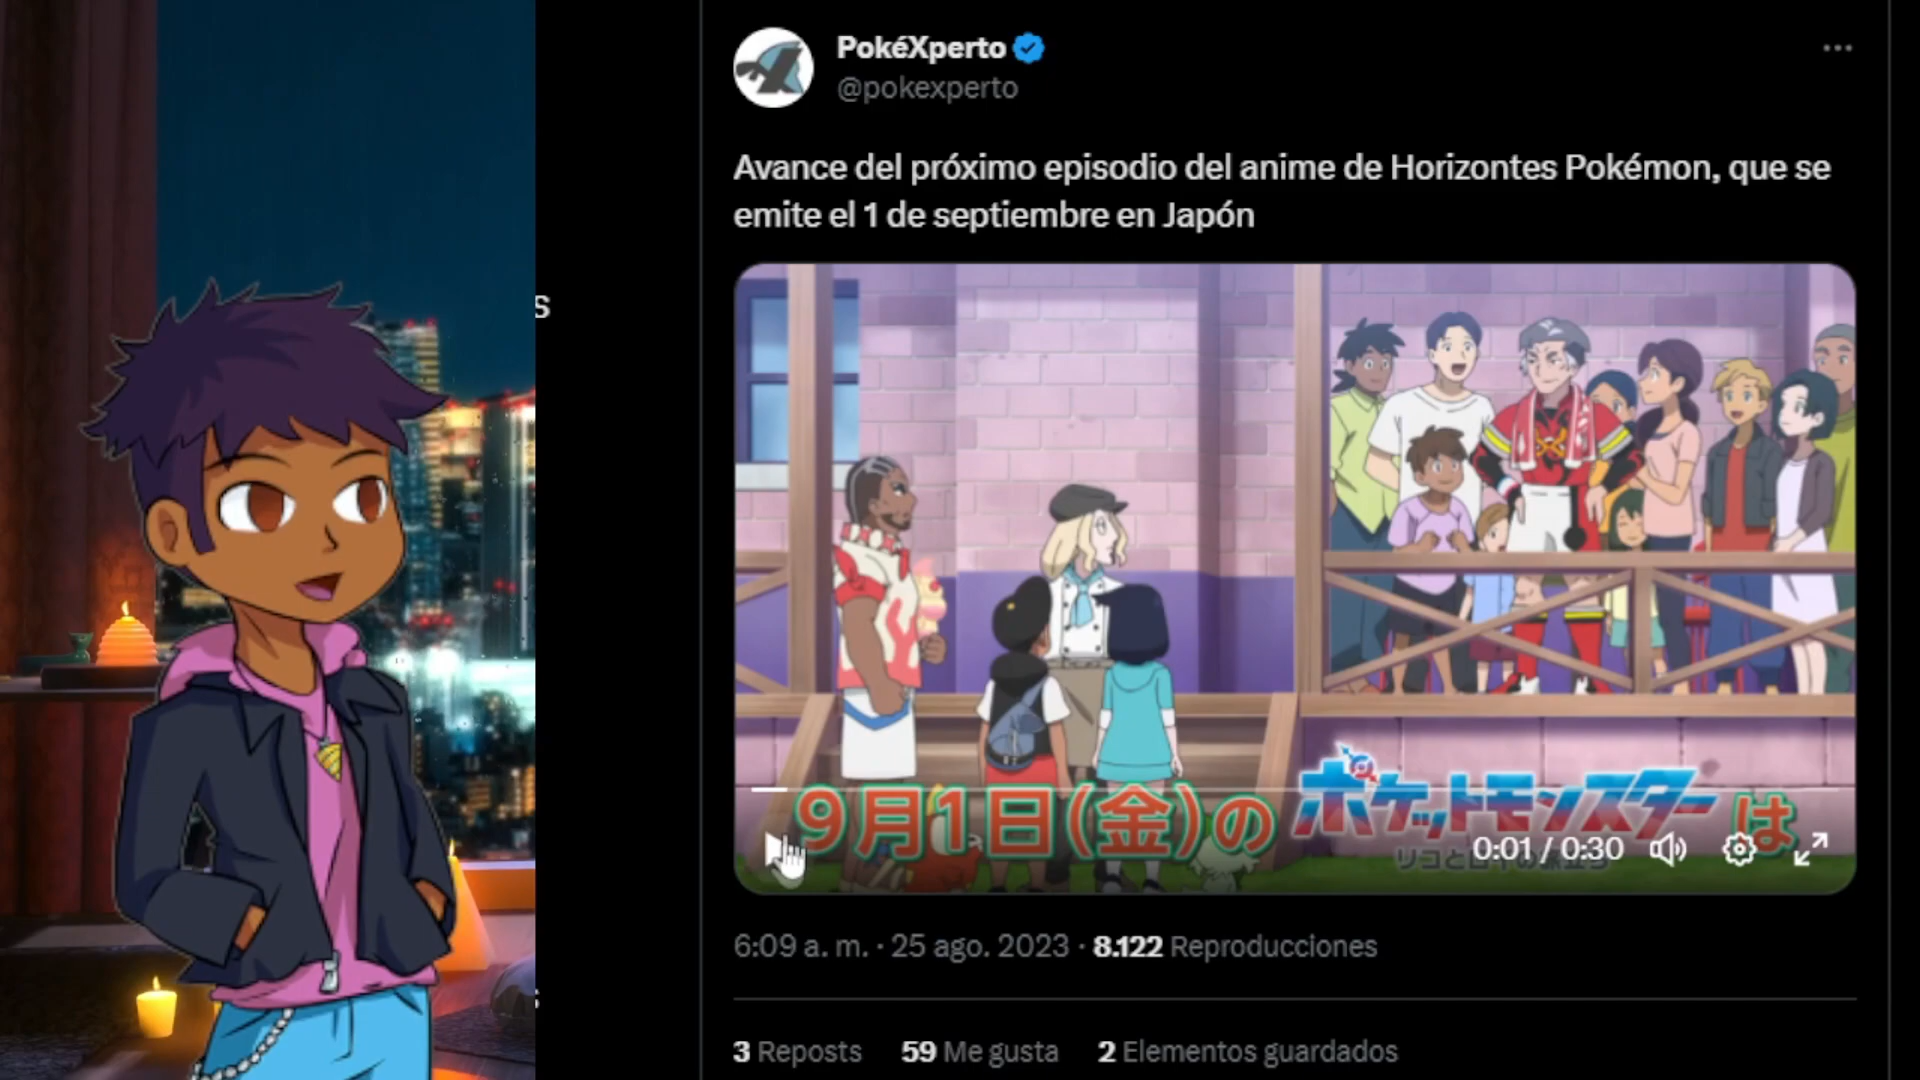 PokéXperto
@pokexperto
Avance del próximo episodio del anime de Horizontes Pokémon, que se
emite el 1 de septiembre en Japón
9月1日(金)の ポケットモンスター は
0:01 / 0:30
6:09 a. m. · 25 ago. 2023 · 8.122 Reproducciones
3 Reposts 59 Me gusta 2 Elementos guardados